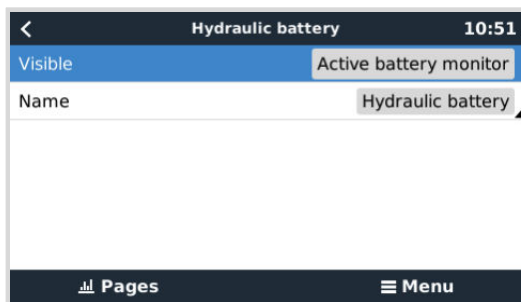 Hydraulic battery 10:51
Visible Active battery monitor
Name Hydraulic battery
Pages Menu